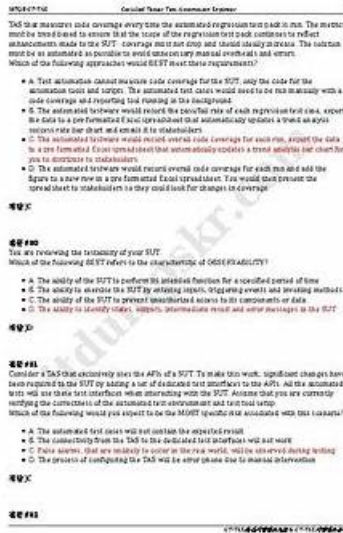 Certified Tester Test Automation Engineer
TAS that measures code coverage every time the automated regression test pack is run. The metrics
must be trend based to ensure that the scope of the regression test pack continues to reflect
enhancements made to the SUT - coverage must not drop and should ideally increase. The solution
must be as automated as possible to avoid unnecessary manual overheads and errors.
Which of the following approaches would BEST meet these requirements?
A. Test automation cannot measure code coverage for the SUT, only the code for the
automation tools and scripts. The automated test cases would need to be run manually with a
code coverage and reporting tool running in the background
B. The automated testware would record the pass/fail rate of each regression test case, export
the data to a pre-formatted Excel spreadsheet that automatically updates a trend analysis
success rate bar chart and emails it to stakeholders
C. The automated testware would record overall code coverage for each run, export the data
to a pre-formatted Excel spreadsheet that automatically updates a trend analysis bar chart for
you to distribute to stakeholders
D. The automated testware would record overall code coverage for each run and add the
figure to a new row in a pre-formatted Excel spreadsheet. You would then present the
spreadsheet to stakeholders so they could look for changes in coverage
You are reviewing the testability of your SUT.
Which of the following BEST refers to the characteristic of OBSERVABILITY?
A. The ability of the SUT to perform its intended function for a specified period of time
B. The ability to exercise the SUT by entering inputs, triggering events and invoking methods
C. The ability of the SUT to prevent unauthorized access to its components or data
D. The ability to identify states, outputs, intermediate result and error messages in the SUT
Consider a TAS that exclusively uses the APIs of a SUT. To make this work, significant changes have
been required to the SUT by adding a set of dedicated test interfaces to the APIs. All the automated
tests will use these test interfaces when interacting with the SUT. Assume that you are currently
verifying the correctness of the automated test environment and test tool setup.
Which of the following would you expect to be the MOST specific risk associated with this scenario?
A. The automated test cases will not contain the expected result
B. The connectivity from the TAS to the dedicated test interfaces will not work
C. False alarms, that are unlikely to occur in the real world, will be observed during testing
D. The process of configuring the TAS will be error-prone due to manual intervention